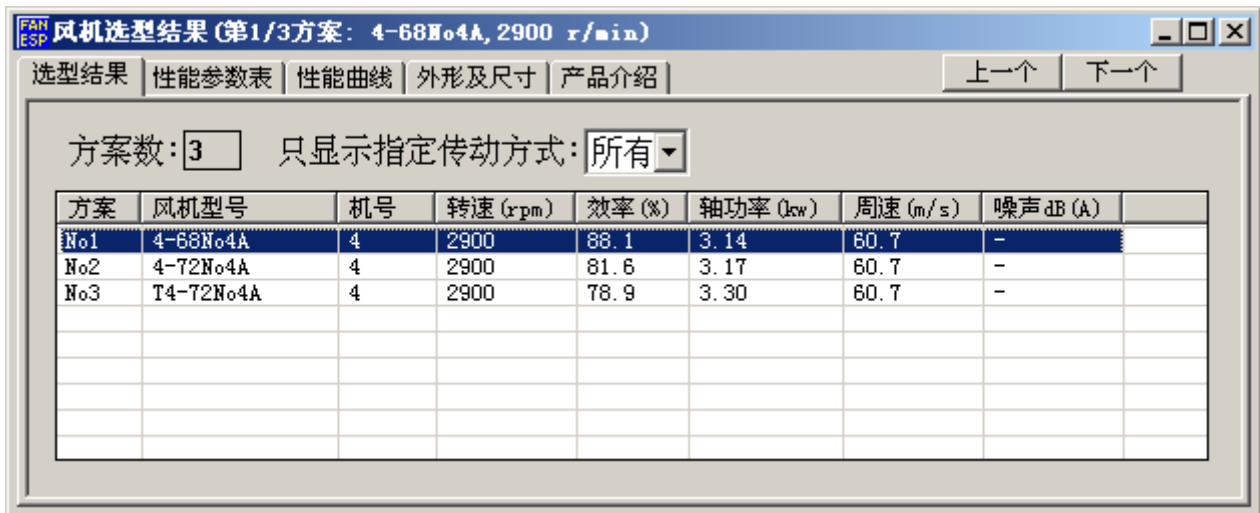 FAN ESP 风机选型结果(第1/3方案: 4-68No4A,2900 r/min)
选型结果 性能参数表 性能曲线 外形及尺寸 产品介绍 上一个 下一个
方案数:3 只显示指定传动方式:所有
方案 风机型号 机号 转速(rpm) 效率(%) 轴功率(kw) 周速(m/s) 噪声dB(A)
No1 4-68No4A 4 2900 88.1 3.14 60.7 -
No2 4-72No4A 4 2900 81.6 3.17 60.7 -
No3 T4-72No4A 4 2900 78.9 3.30 60.7 -